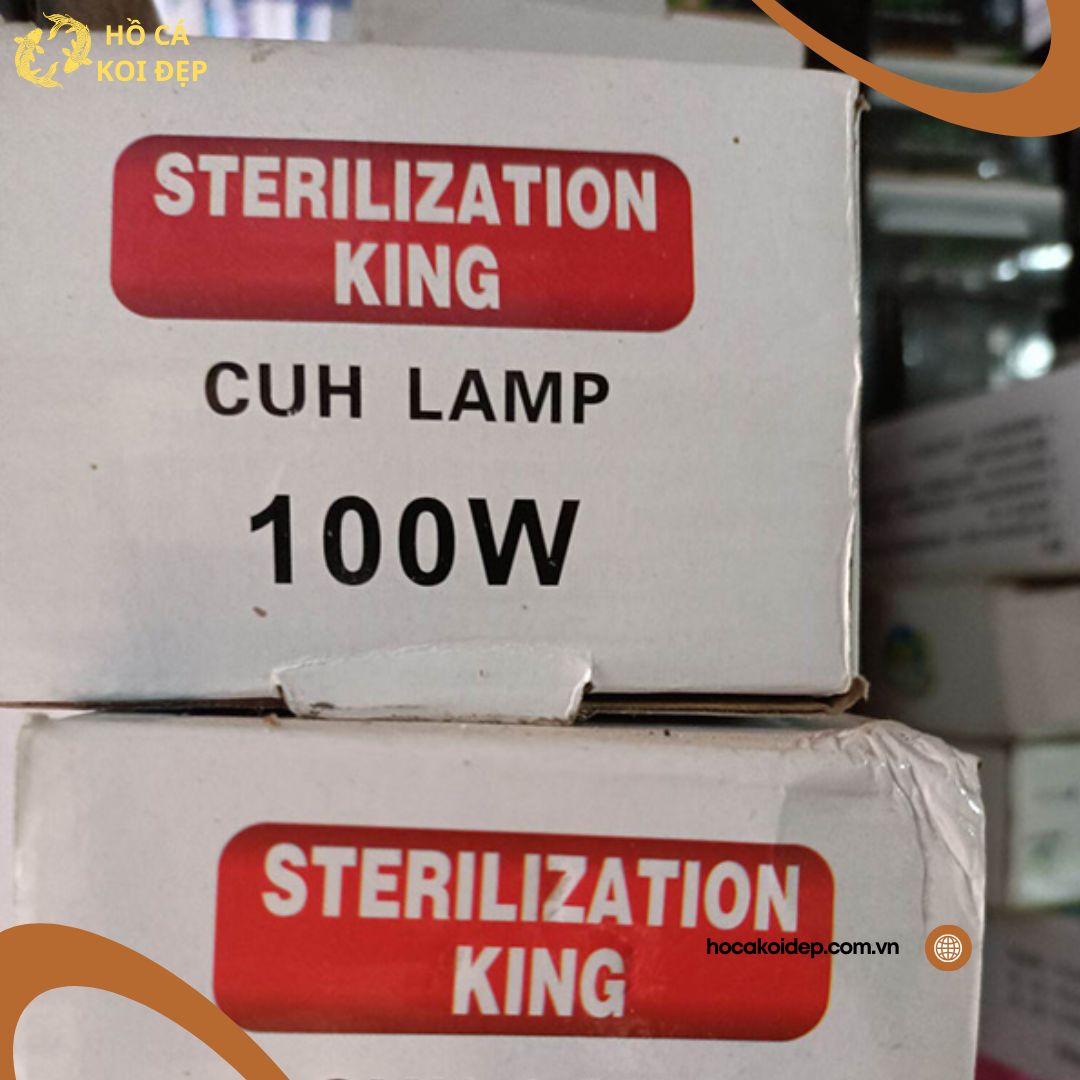 HỒ CÁ
KOI ĐẸP
STERILIZATION
KING
CUH LAMP
100W
STERILIZATION
KING
hocakoidep.com.vn